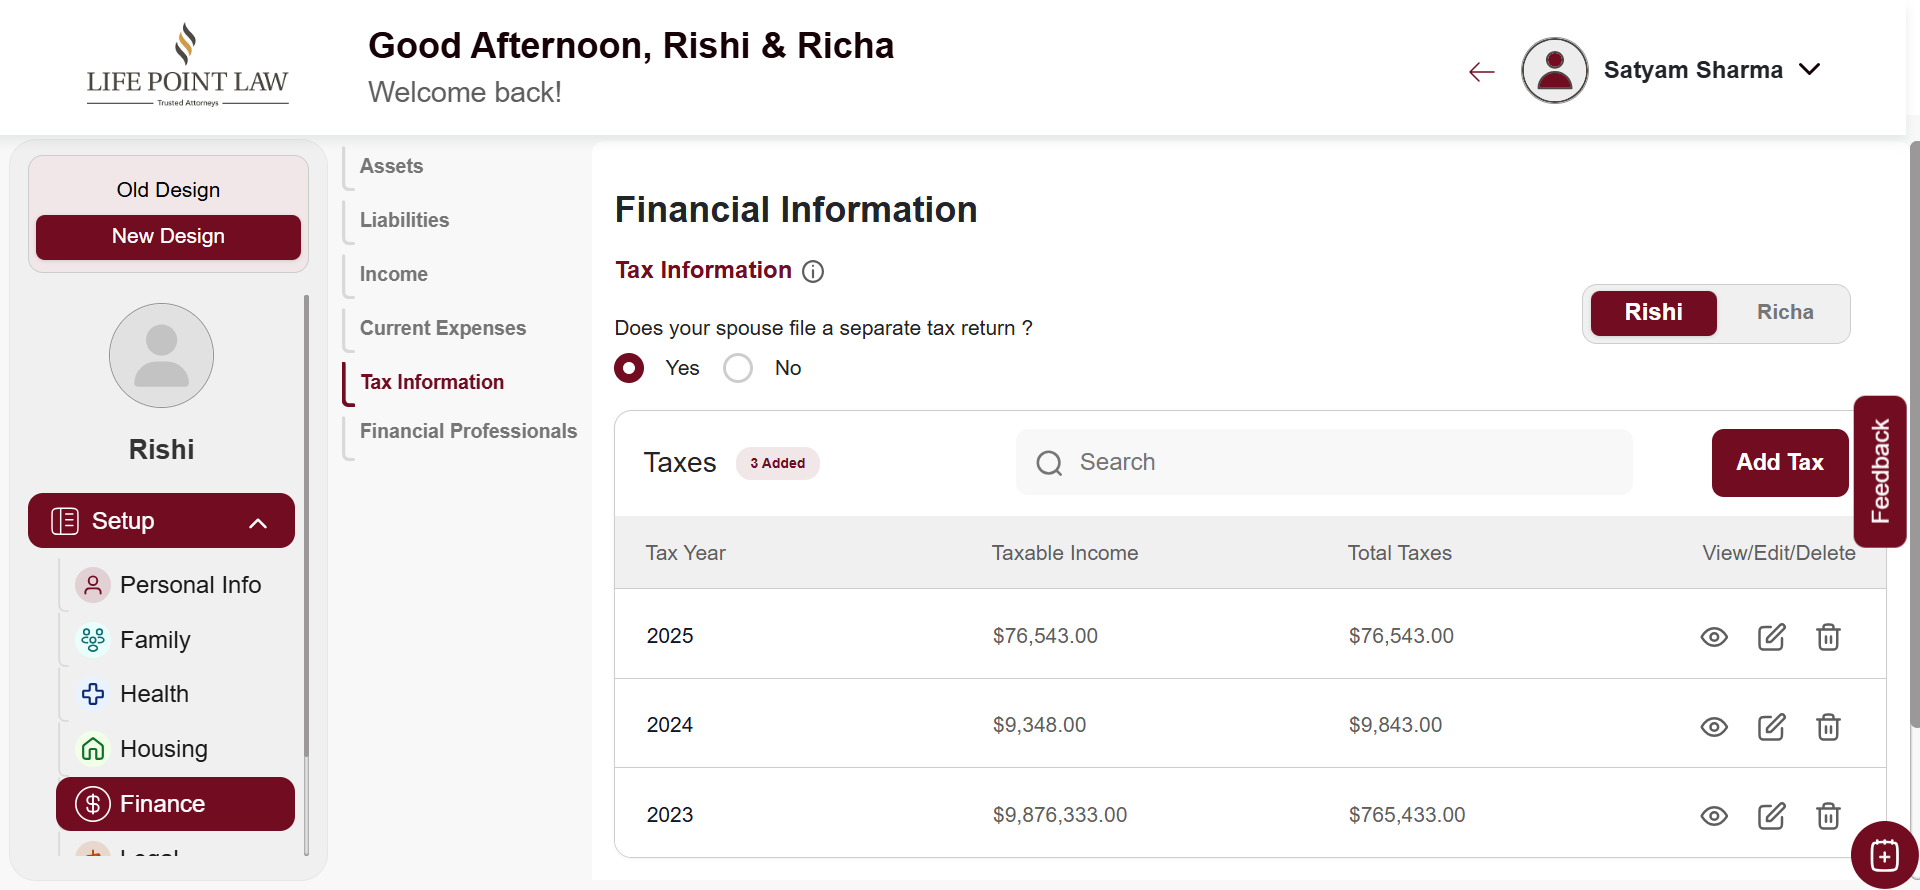 LIFE POINT LAW
Trusted Attorneys
Good Afternoon, Rishi & Richa
Welcome back!
Satyam Sharma
Old Design
New Design
Rishi
Setup
Personal Info
Family
Health
Housing
Finance
Legal
Assets
Liabilities
Income
Current Expenses
Tax Information
Financial Professionals
Financial Information
Tax Information
Rishi
Richa
Does your spouse file a separate tax return ?
Yes No
Taxes
3 Added
Search
Add Tax
Feedback
Tax Year Taxable Income Total Taxes View/Edit/Delete
2025 $76,543.00 $76,543.00
2024 $9,348.00 $9,843.00
2023 $9,876,333.00 $765,433.00